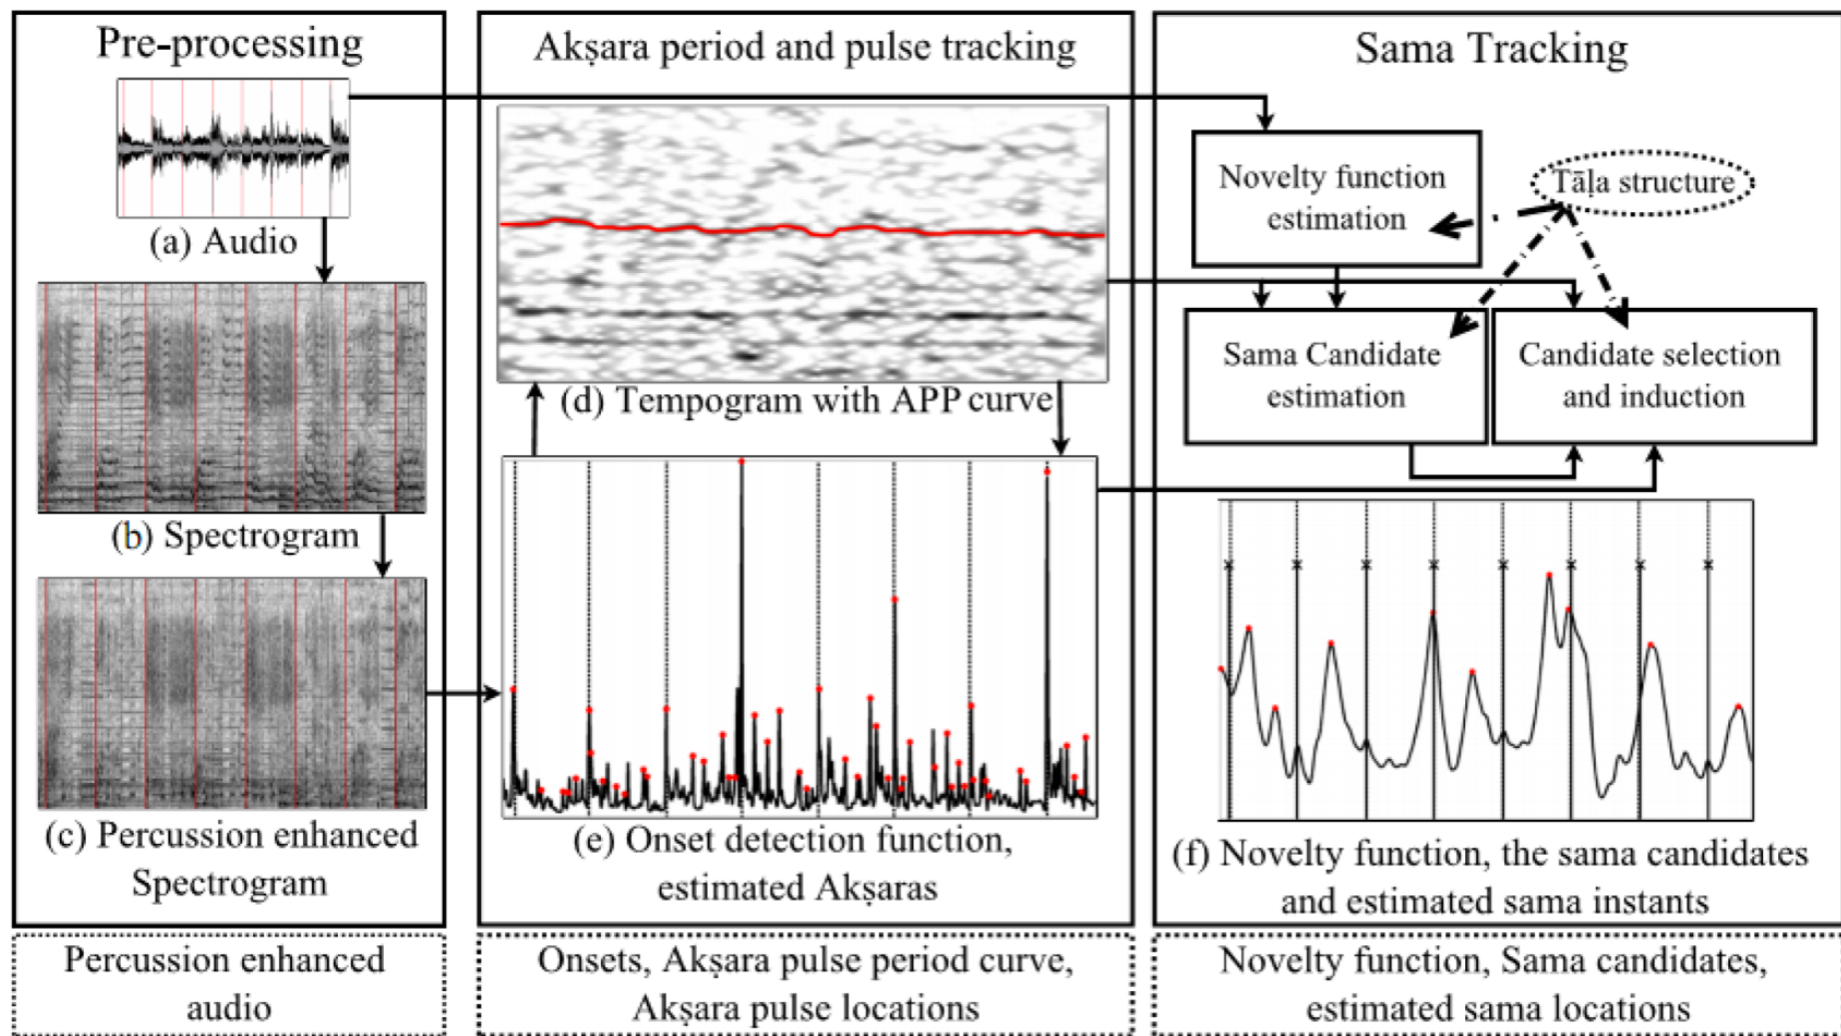 Pre-processing
(a) Audio
(b) Spectrogram
(c) Percussion enhanced
Spectrogram
Percussion enhanced
audio
Akṣara period and pulse tracking
(d) Tempogram with APP curve
(e) Onset detection function,
estimated Akṣaras
Onsets, Akṣara pulse period curve,
Akṣara pulse locations
Sama Tracking
Novelty function
estimation
Tāḷa structure
Sama Candidate
estimation
Candidate selection
and induction
(f) Novelty function, the sama candidates
and estimated sama instants
Novelty function, Sama candidates,
estimated sama locations